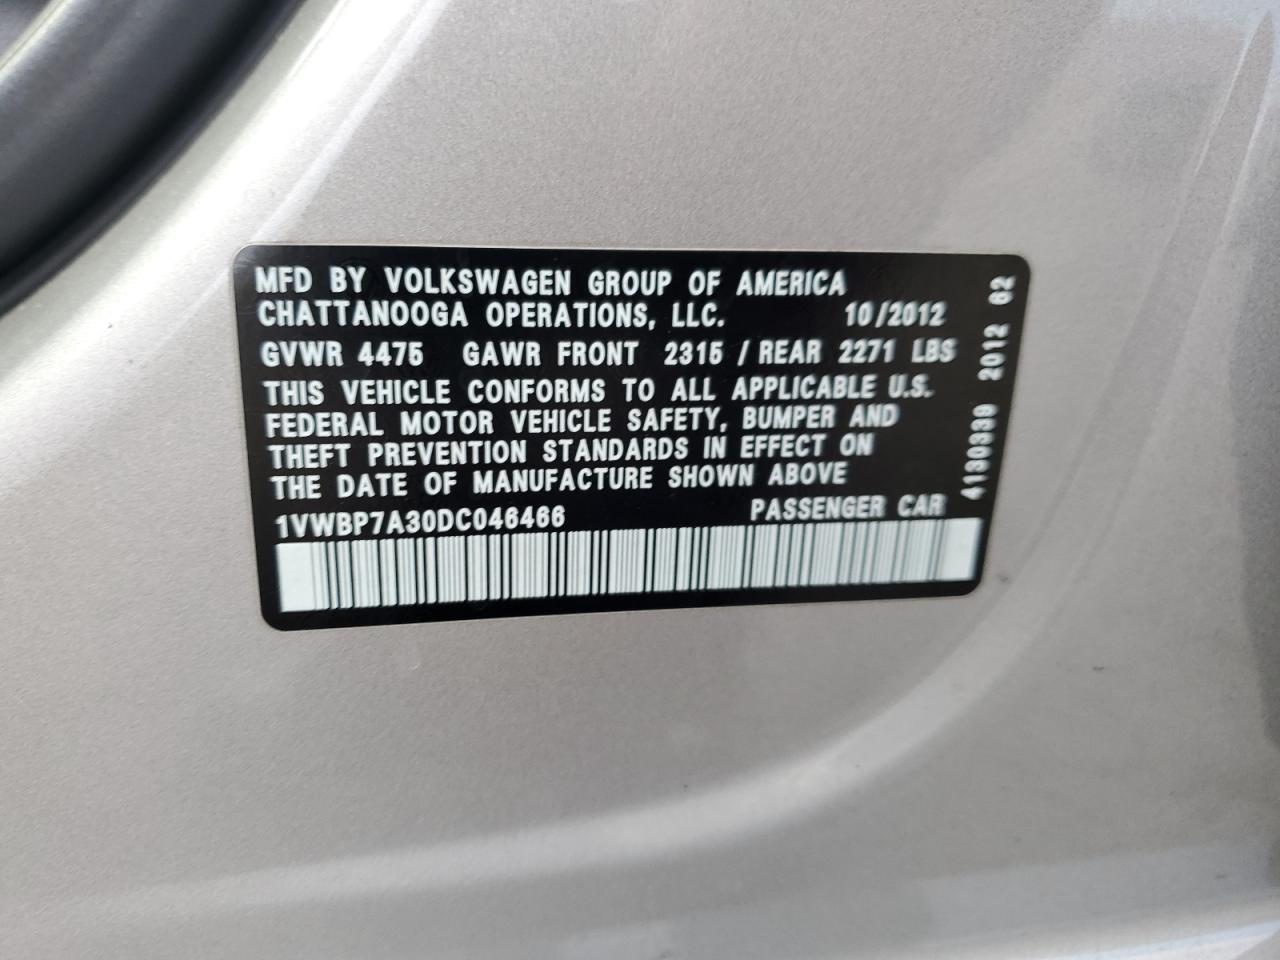 MFD BY VOLKSWAGEN GROUP OF AMERICA
CHATTANOOGA OPERATIONS, LLC. 10/2012
GVWR 4475 GAWR FRONT 2315 / REAR 2271 LBS
THIS VEHICLE CONFORMS TO ALL APPLICABLE U.S.
FEDERAL MOTOR VEHICLE SAFETY, BUMPER AND
THEFT PREVENTION STANDARDS IN EFFECT ON
THE DATE OF MANUFACTURE SHOWN ABOVE
1VWBP7A30DC046466 PASSENGER CAR
4130339 2012 62